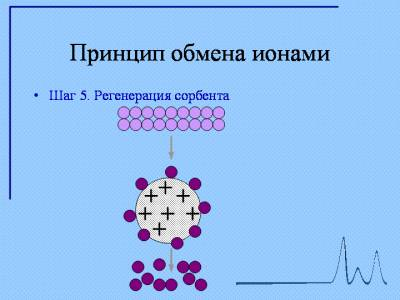 Принцип обмена ионами
• Шаг 5. Регенерация сорбента
+ + +
+ + +
+ +